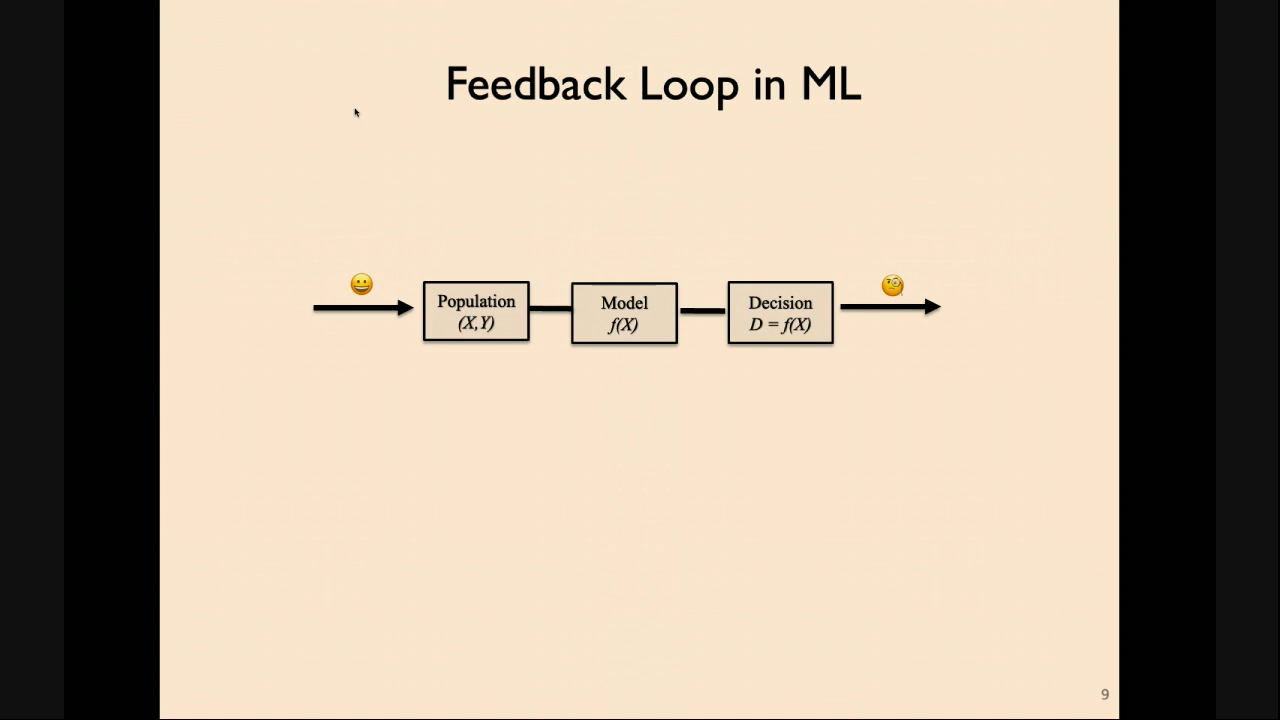 Feedback Loop in ML
Population
(X,Y)
Model
f(X)
Decision
D = f(X)
9